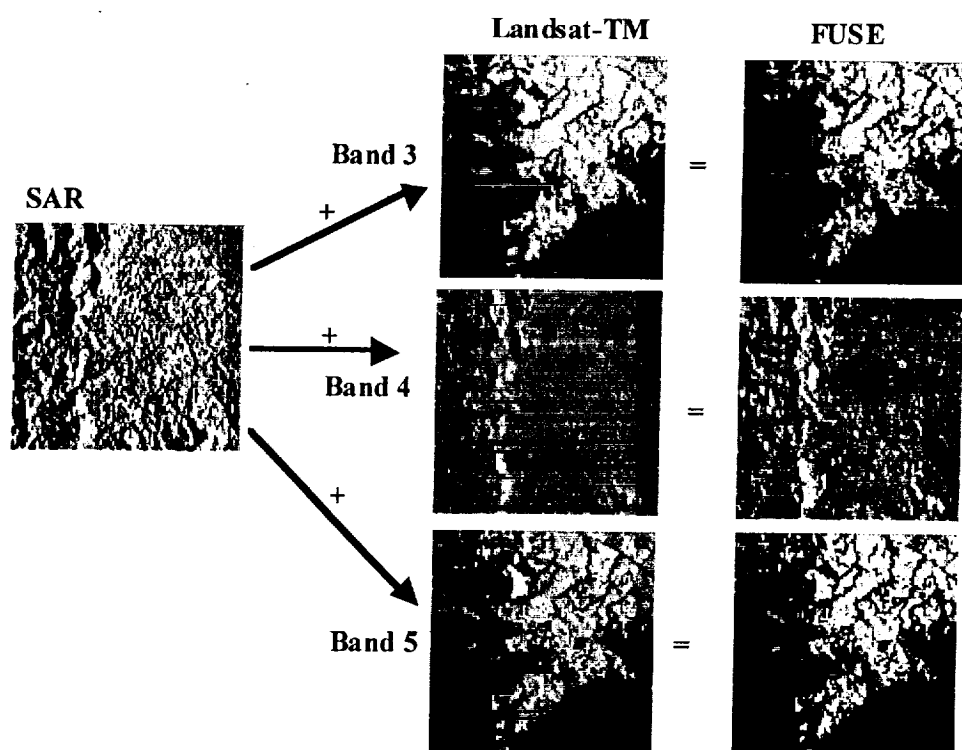 Landsat-TM
FUSE
Band 3
+
=
SAR
+
Band 4
=
+
Band 5
=